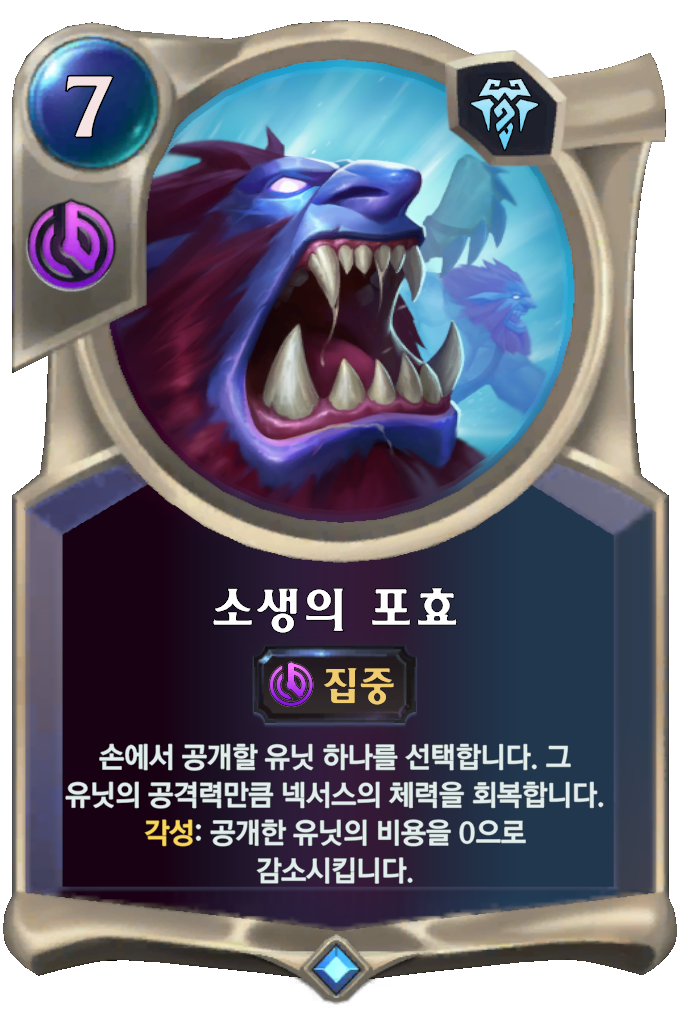 7
소생의 포효
집중
손에서 공개할 유닛 하나를 선택합니다. 그
유닛의 공격력만큼 넥서스의 체력을 회복합니다.
각성: 공개한 유닛의 비용을 0으로
감소시킵니다.